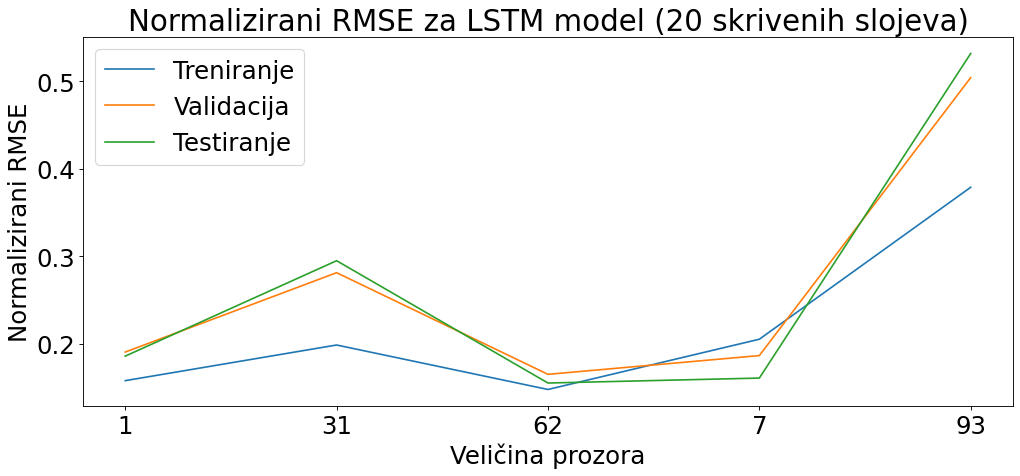 Normalizirani RMSE za LSTM model (20 skrivenih slojeva)
Treniranje
Validacija
Testiranje
Normalizirani RMSE
0.5
0.4
0.3
0.2
1 31 62 7 93
Veličina prozora